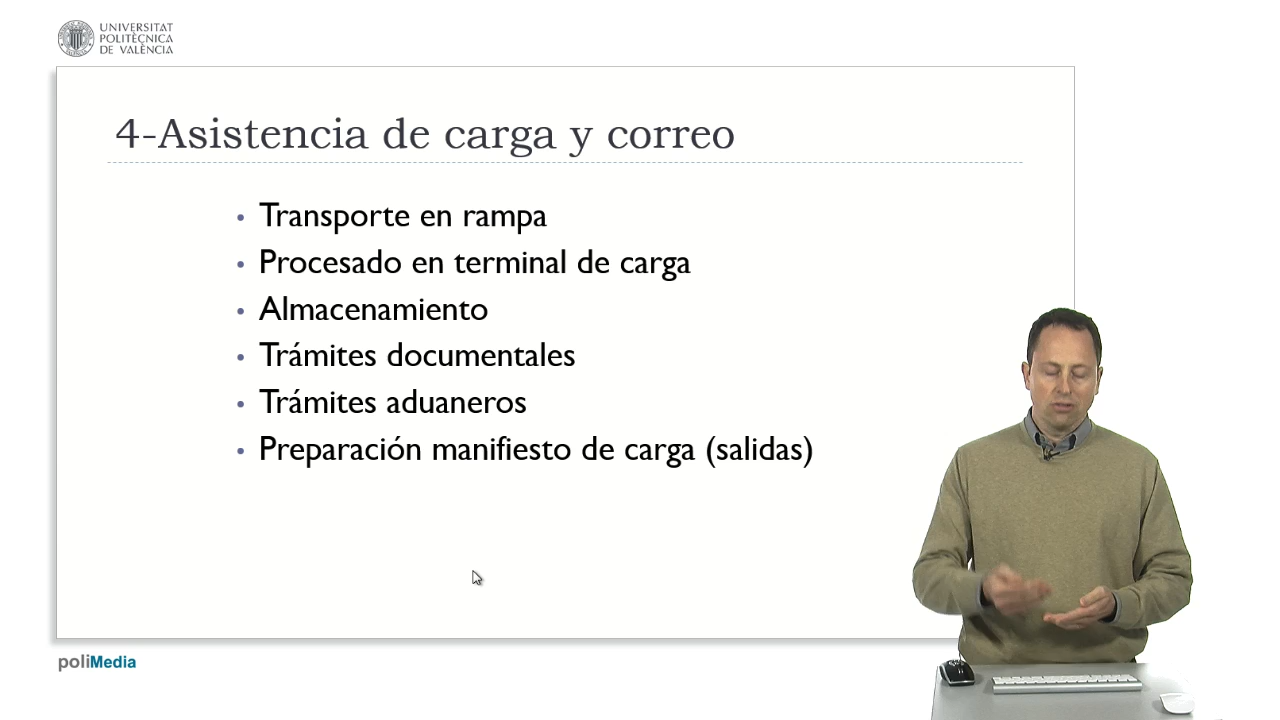 UNIVERSITAT
POLITÈCNICA
DE VALÈNCIA
4-Asistencia de carga y correo
• Transporte en rampa
• Procesado en terminal de carga
• Almacenamiento
• Trámites documentales
• Trámites aduaneros
• Preparación manifiesto de carga (salidas)
poliMedia